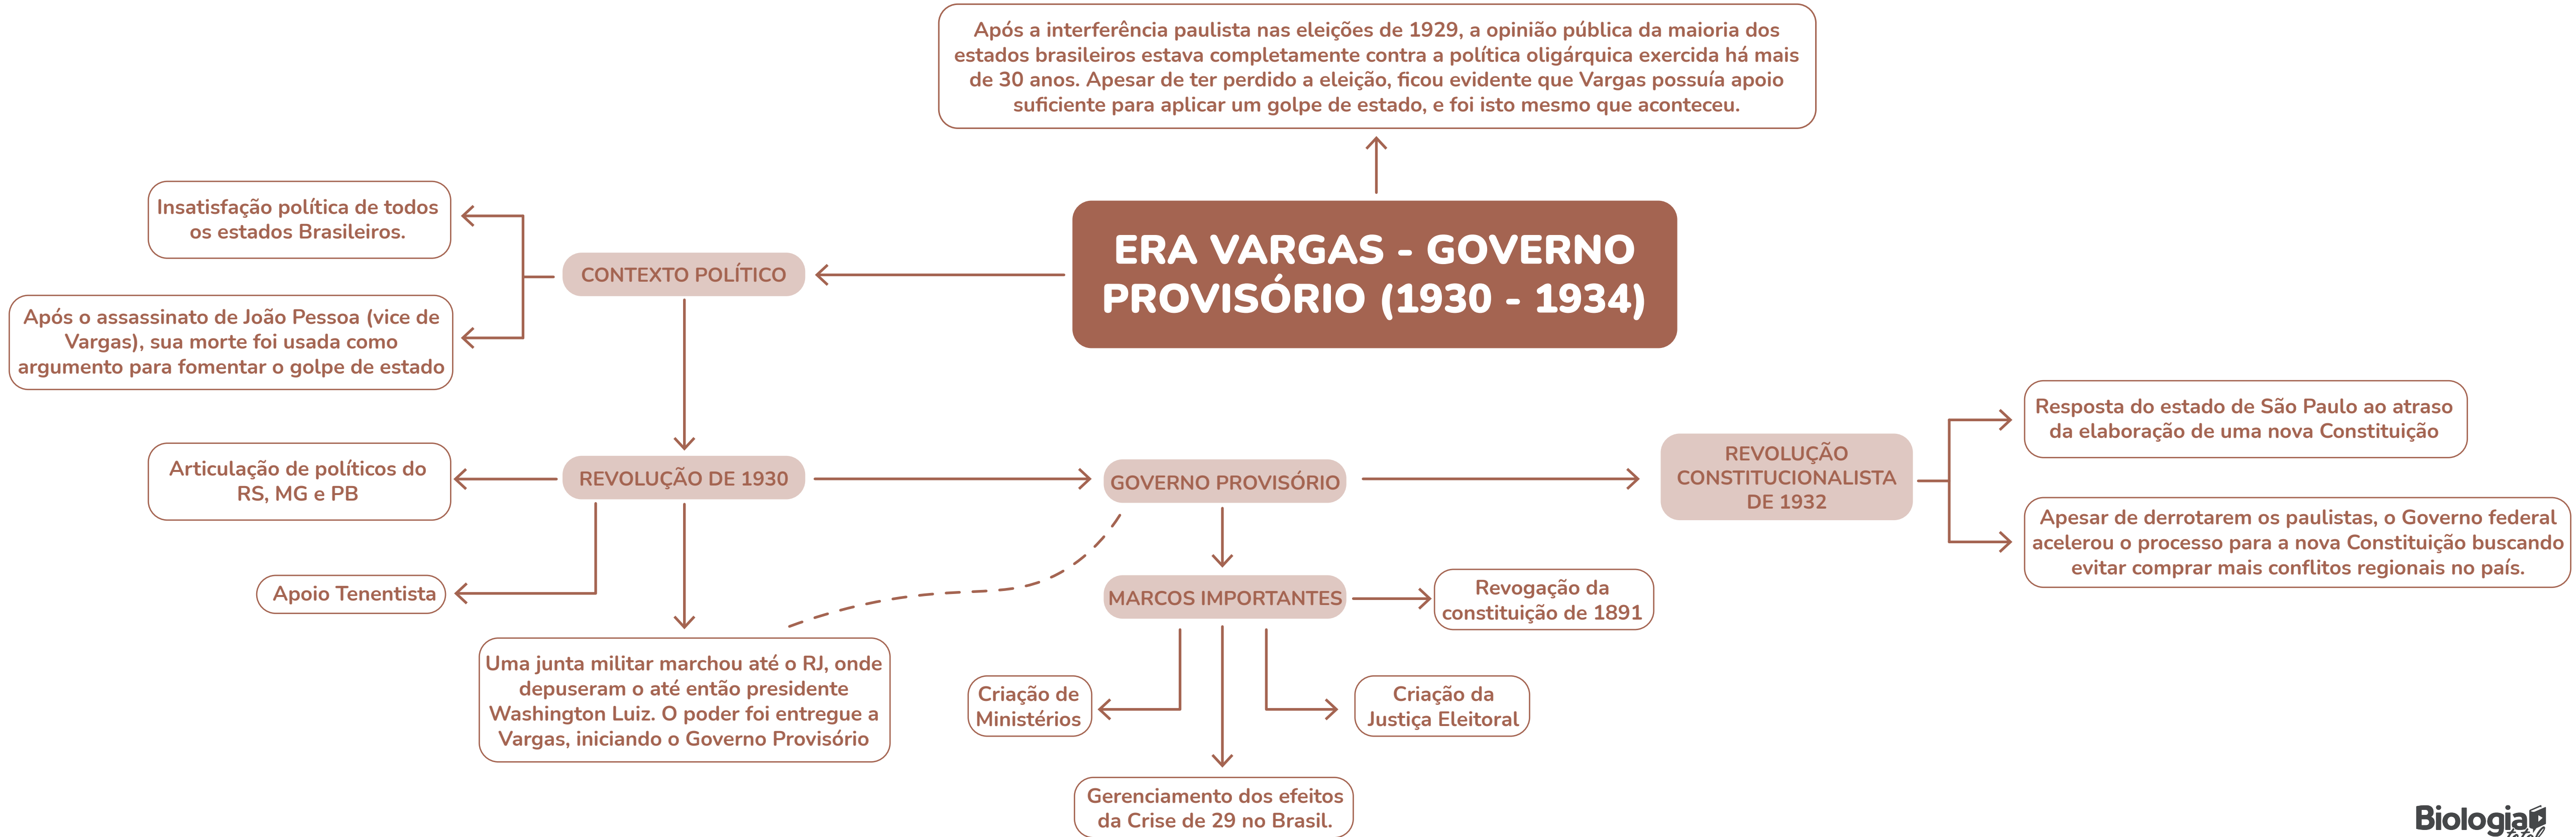 Após a interferência paulista nas eleições de 1929, a opinião pública da maioria dos
estados brasileiros estava completamente contra a política oligárquica exercida há mais
de 30 anos. Apesar de ter perdido a eleição, ficou evidente que Vargas possuía apoio
suficiente para aplicar um golpe de estado, e foi isto mesmo que aconteceu.
ERA VARGAS - GOVERNO
PROVISÓRIO (1930 - 1934)
CONTEXTO POLÍTICO
Insatisfação política de todos
os estados Brasileiros.
Após o assassinato de João Pessoa (vice de
Vargas), sua morte foi usada como
argumento para fomentar o golpe de estado
REVOLUÇÃO DE 1930
Articulação de políticos do
RS, MG e PB
Apoio Tenentista
Uma junta militar marchou até o RJ, onde
depuseram o até então presidente
Washington Luiz. O poder foi entregue a
Vargas, iniciando o Governo Provisório
GOVERNO PROVISÓRIO
MARCOS IMPORTANTES
Revogação da
constituição de 1891
Criação de
Ministérios
Criação da
Justiça Eleitoral
Gerenciamento dos efeitos
da Crise de 29 no Brasil.
REVOLUÇÃO
CONSTITUCIONALISTA
DE 1932
Resposta do estado de São Paulo ao atraso
da elaboração de uma nova Constituição
Apesar de derrotarem os paulistas, o Governo federal
acelerou o processo para a nova Constituição buscando
evitar comprar mais conflitos regionais no país.
Biologia